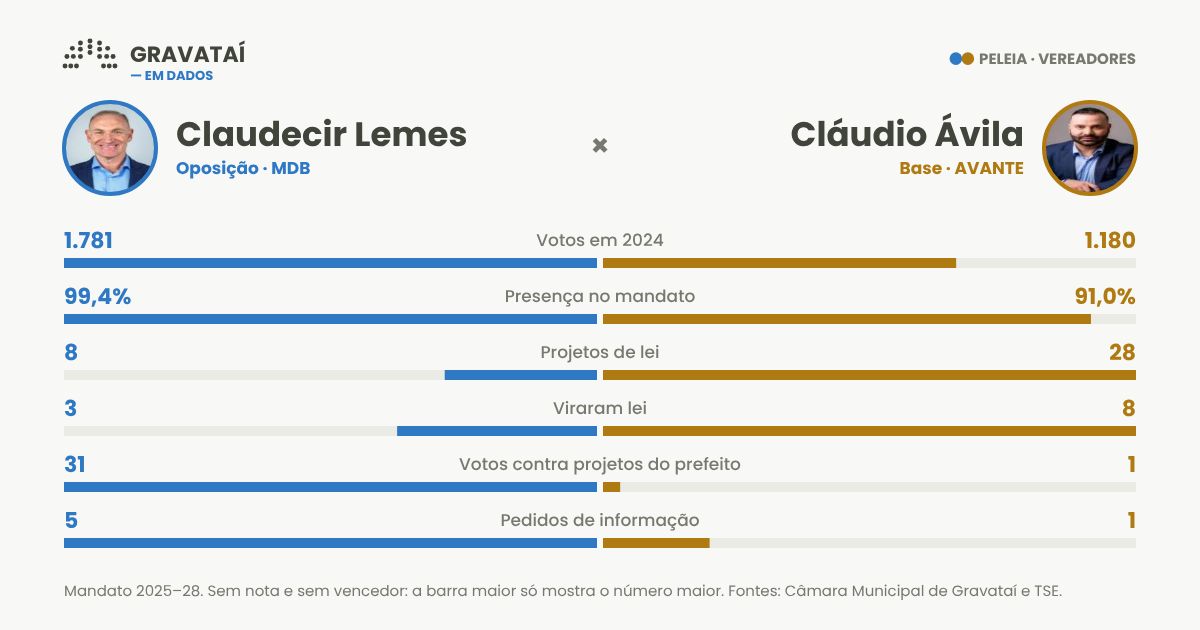 GRAVATAÍ
— EM DADOS
PELEIA · VEREADORES
Claudecir Lemes
Oposição · MDB
×
Cláudio Ávila
Base · AVANTE
1.781 Votos em 2024 1.180
99,4% Presença no mandato 91,0%
8 Projetos de lei 28
3 Viraram lei 8
31 Votos contra projetos do prefeito 1
5 Pedidos de informação 1
Mandato 2025–28. Sem nota e sem vencedor: a barra maior só mostra o número maior. Fontes: Câmara Municipal de Gravataí e TSE.